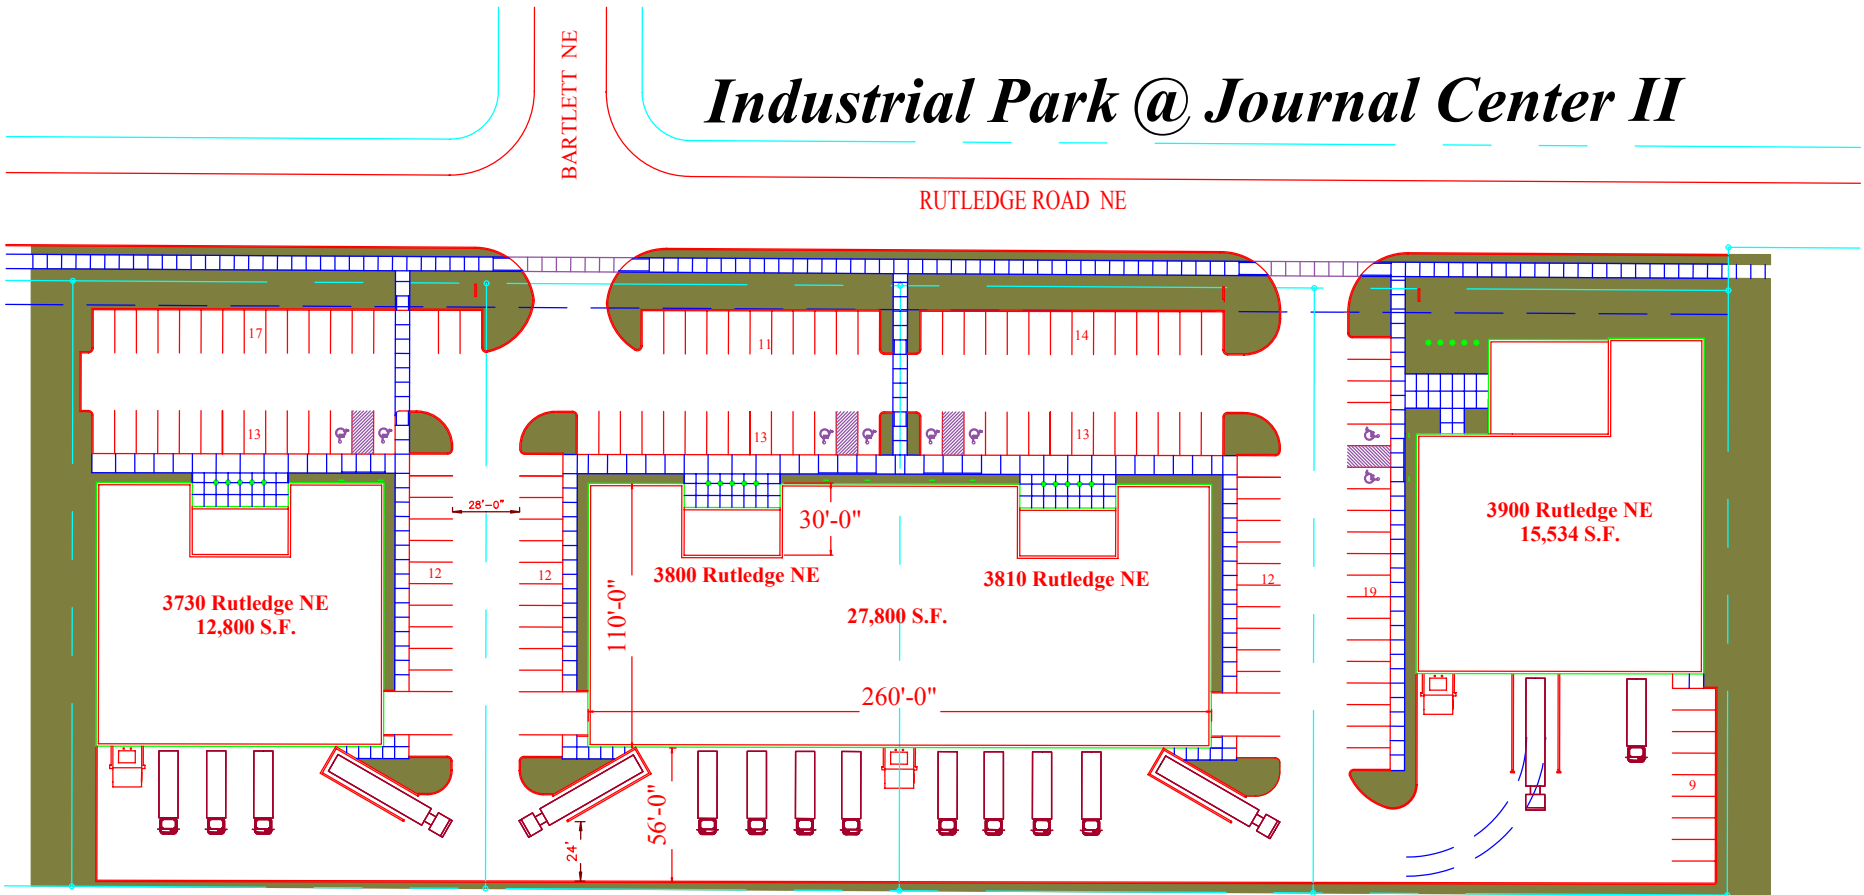 Industrial Park @ Journal Center II
BARTLETT NE
RUTLEDGE ROAD NE
17
11
14
13
13
13
28'-0"
30'-0"
3900 Rutledge NE
15,534 S.F.
12
12
3800 Rutledge NE
3810 Rutledge NE
12
19
3730 Rutledge NE
12,800 S.F.
110'-0"
27,800 S.F.
260'-0"
9
56'-0"
24'